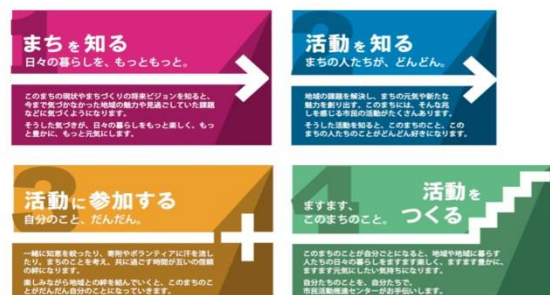 1
まちを知る
日々の暮らしを、もっともっと。
このまちの現状やまちづくりの将来ビジョンを知ると、
今まで気づかなかった地域の魅力や見過ごしていた課題
などに気づくようになります。
そうした気づきが、日々の暮らしをもっと楽しく、もっ
と豊かに、もっと元気にします。
2
活動を知る
まちの人たちが、どんどん。
地域の課題を解決し、まちの元気や新たな
魅力を創り出す。このまちには、そんな兆
しを感じる市民の活動がたくさんあります。
そうした活動を知ると、このまちのこと、この
まちの人たちのことがどんどん好きになります。
3
活動に参加する
自分のこと、だんだん。
一緒に知恵を絞ったり、寄附やボランティアに汗を流し
たり。まちのことを考え、共に過ごす時間が互いの信頼
の絆になります。
楽しみながら地域との絆を結んでいくと、このまちのこ
とがだんだん自分のことになっていきます。
4
ますます、
このまちのこと。
活動を
つくる
このまちのことが自分ごとになると、地域や地域に暮らす
人たちの日々の暮らしをますます楽しく、ますます豊かに、
ますます元気にしたい気持ちになります。
自分たちのことを、自分たちで。
市民活動推進センターがお手伝いします。